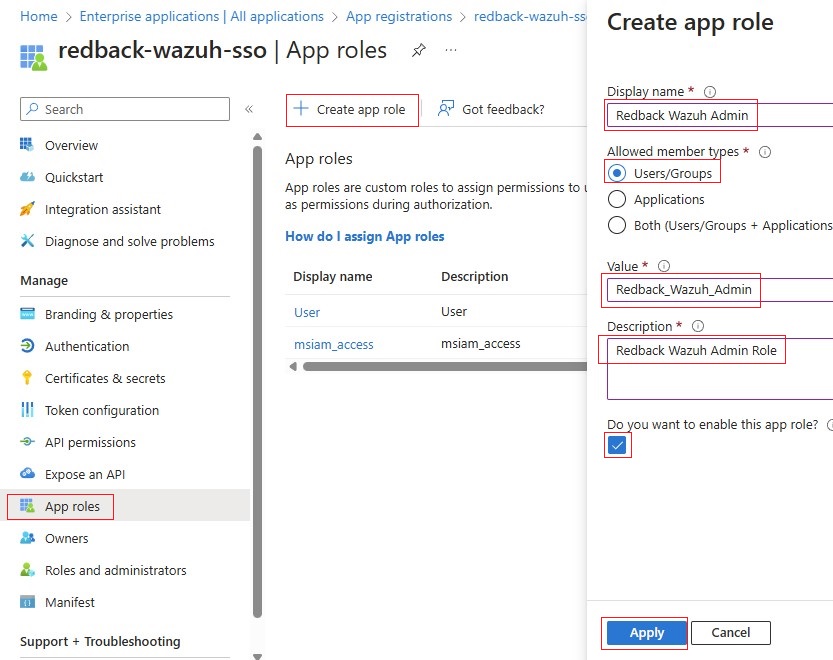 Home > Enterprise applications | All applications > App registrations > redback-wazuh-ss
redback-wazuh-sso | App roles
Search
Overview
Quickstart
Integration assistant
Diagnose and solve problems
Manage
Branding & properties
Authentication
Certificates & secrets
Token configuration
API permissions
Expose an API
App roles
Owners
Roles and administrators
Manifest
Support + Troubleshooting
Create app role
Got feedback?
App roles
App roles are custom roles to assign permissions to u
as permissions during authorization.
How do I assign App roles
Display name Description
User User
msiam_access msiam_access
Create app role
Display name *
Redback Wazuh Admin
Allowed member types *
Users/Groups
Applications
Both (Users/Groups + Applications
Value *
Redback_Wazuh_Admin
Description *
Redback Wazuh Admin Role
Do you want to enable this app role?
Apply Cancel